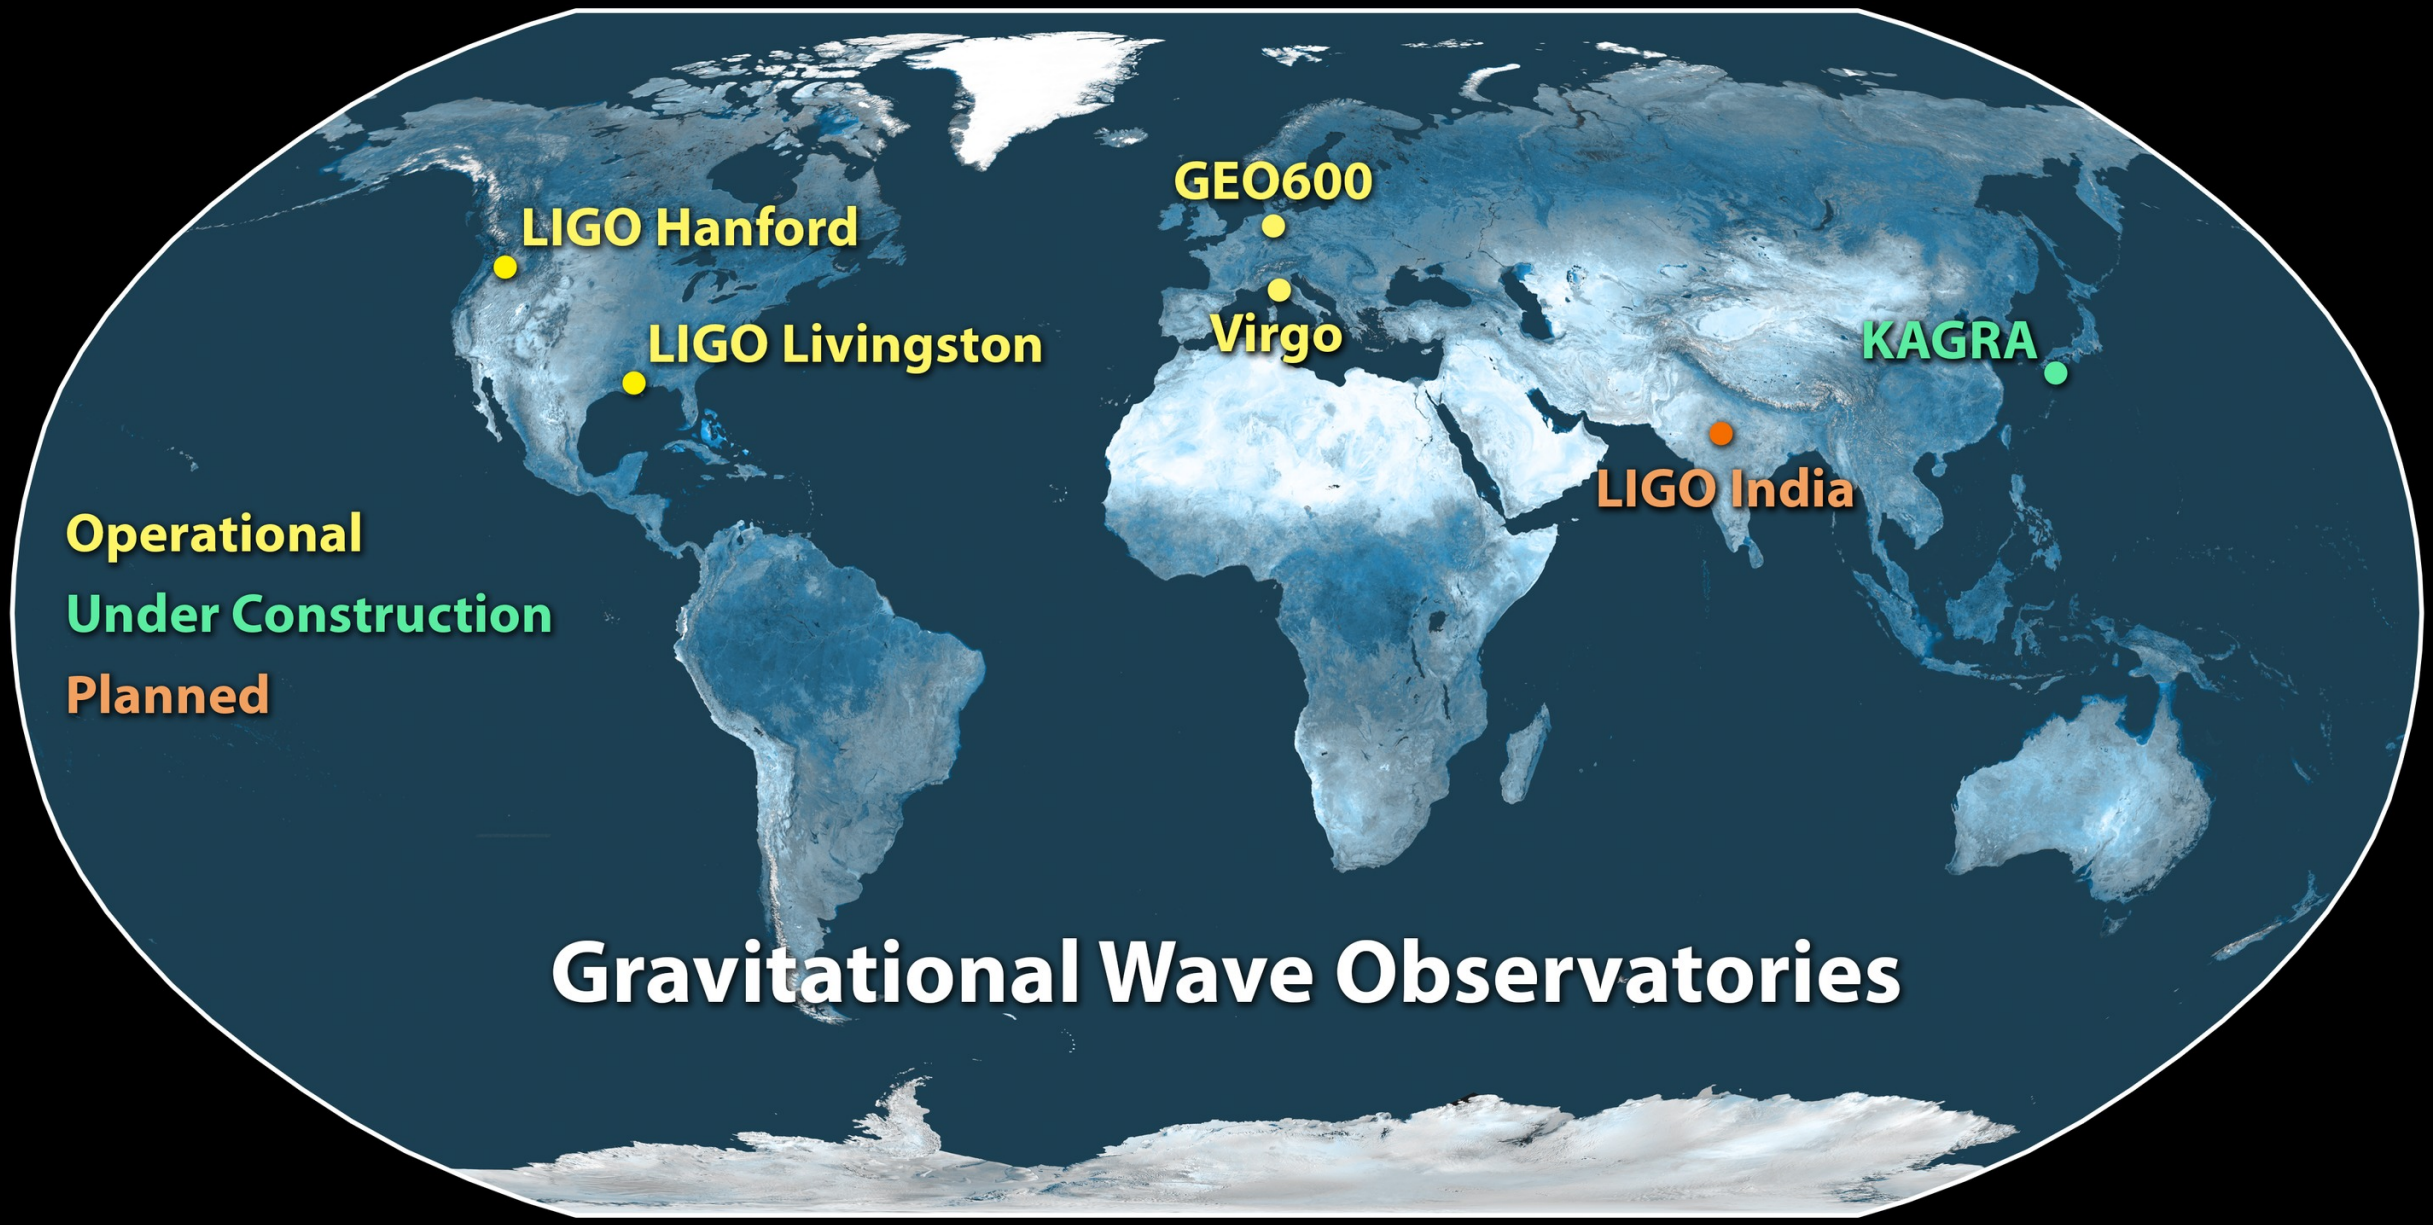 GEO600
LIGO Hanford
Virgo
LIGO Livingston
KAGRA
LIGO India
Operational
Under Construction
Planned
Gravitational Wave Observatories